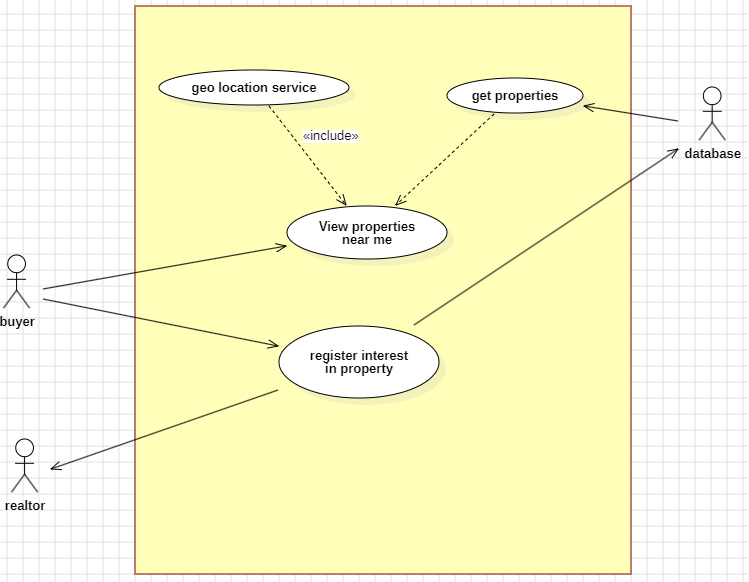 geo location service
get properties
«include»
database
View properties
near me
buyer
register interest
in property
realtor